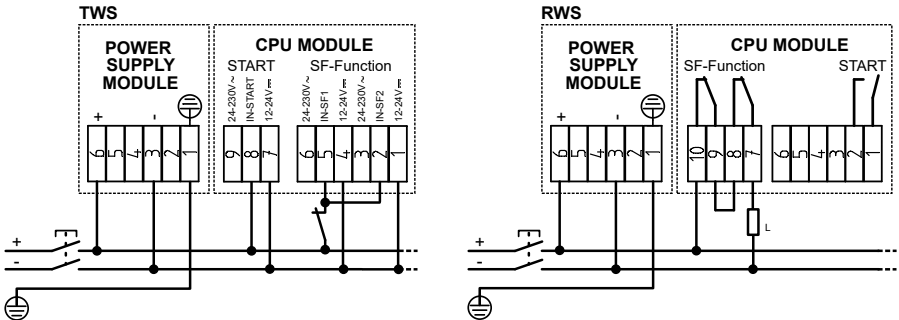 TWS
POWER SUPPLY MODULE
+ -
6 5 4 3 2 1
CPU MODULE
START SF-Function
24-230V~
IN-START
12-24V⎓
24-230V~
IN-SF1
12-24V⎓
24-230V~
IN-SF2
12-24V⎓
9 8 7
6 5 4 3 2 1
+
-
RWS
POWER SUPPLY MODULE
+ -
6 5 4 3 2 1
CPU MODULE
SF-Function START
10 9 8 7
6 5 4 3 2 1
L
+
-